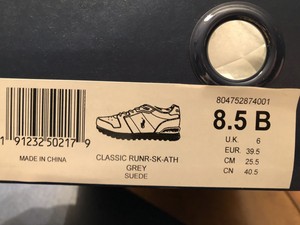 804752874001
8.5 B
U.K. 6
EUR. 39.5
CM 25.5
CN 40.5
1 91232 50217 9
MADE IN CHINA
CLASSIC RUNR-SK-ATH
GREY
SUEDE